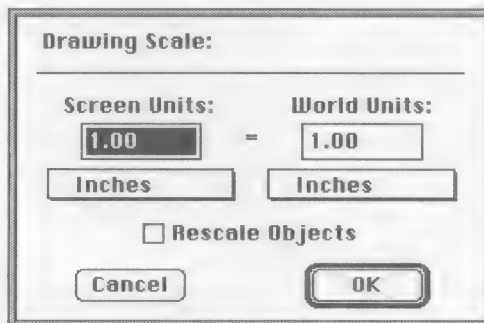 Drawing Scale:
Screen Units: World Units:
1.00 = 1.00
Inches Inches
Rescale Objects
Cancel OK